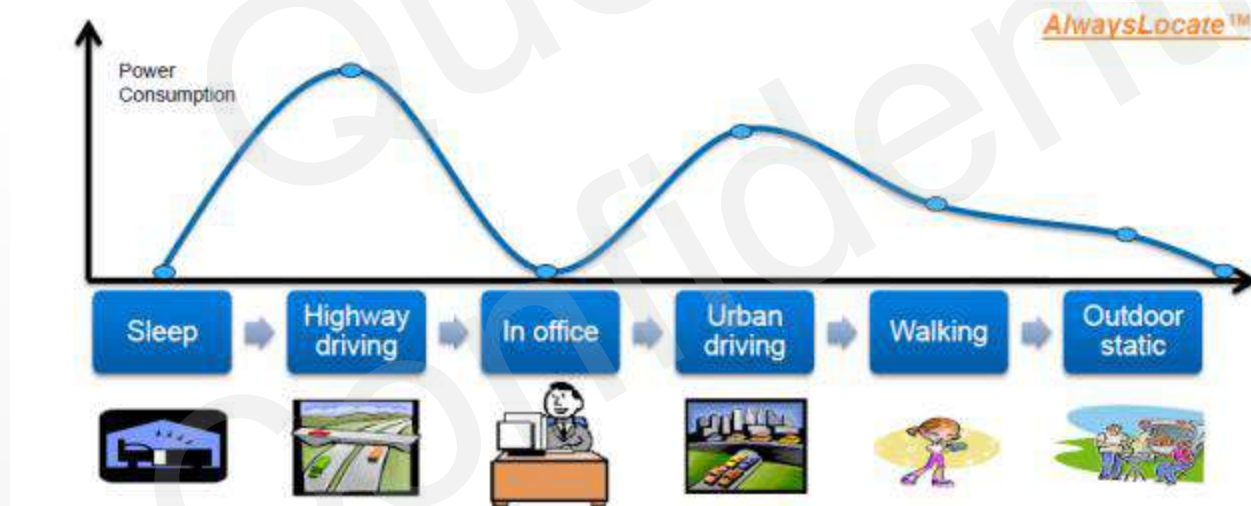 AlwaysLocate™
Power
Consumption
Sleep
Highway
driving
In office
Urban
driving
Walking
Outdoor
static